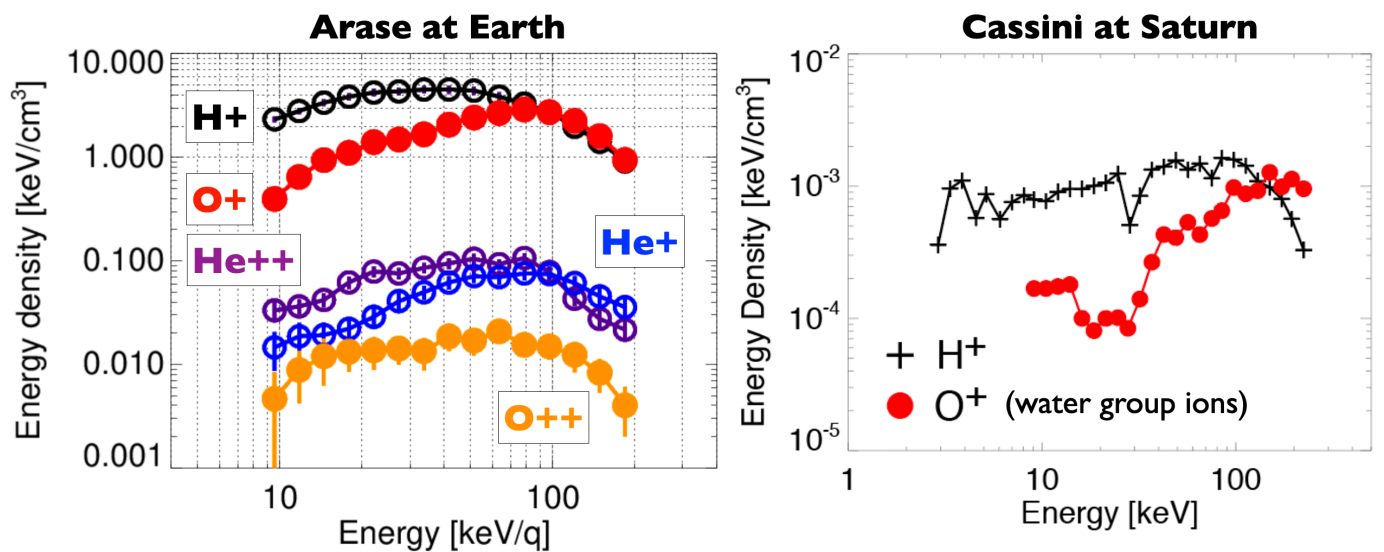 Arase at Earth
10.000
1.000
0.100
0.010
0.001
Energy density [keV/cm³]
H+
O+
He++
He+
O++
10
100
Energy [keV/q]
Cassini at Saturn
10⁻²
10⁻³
10⁻⁴
10⁻⁵
Energy Density [keV/cm³]
H⁺
O⁺ (water group ions)
1
10
100
Energy [keV]